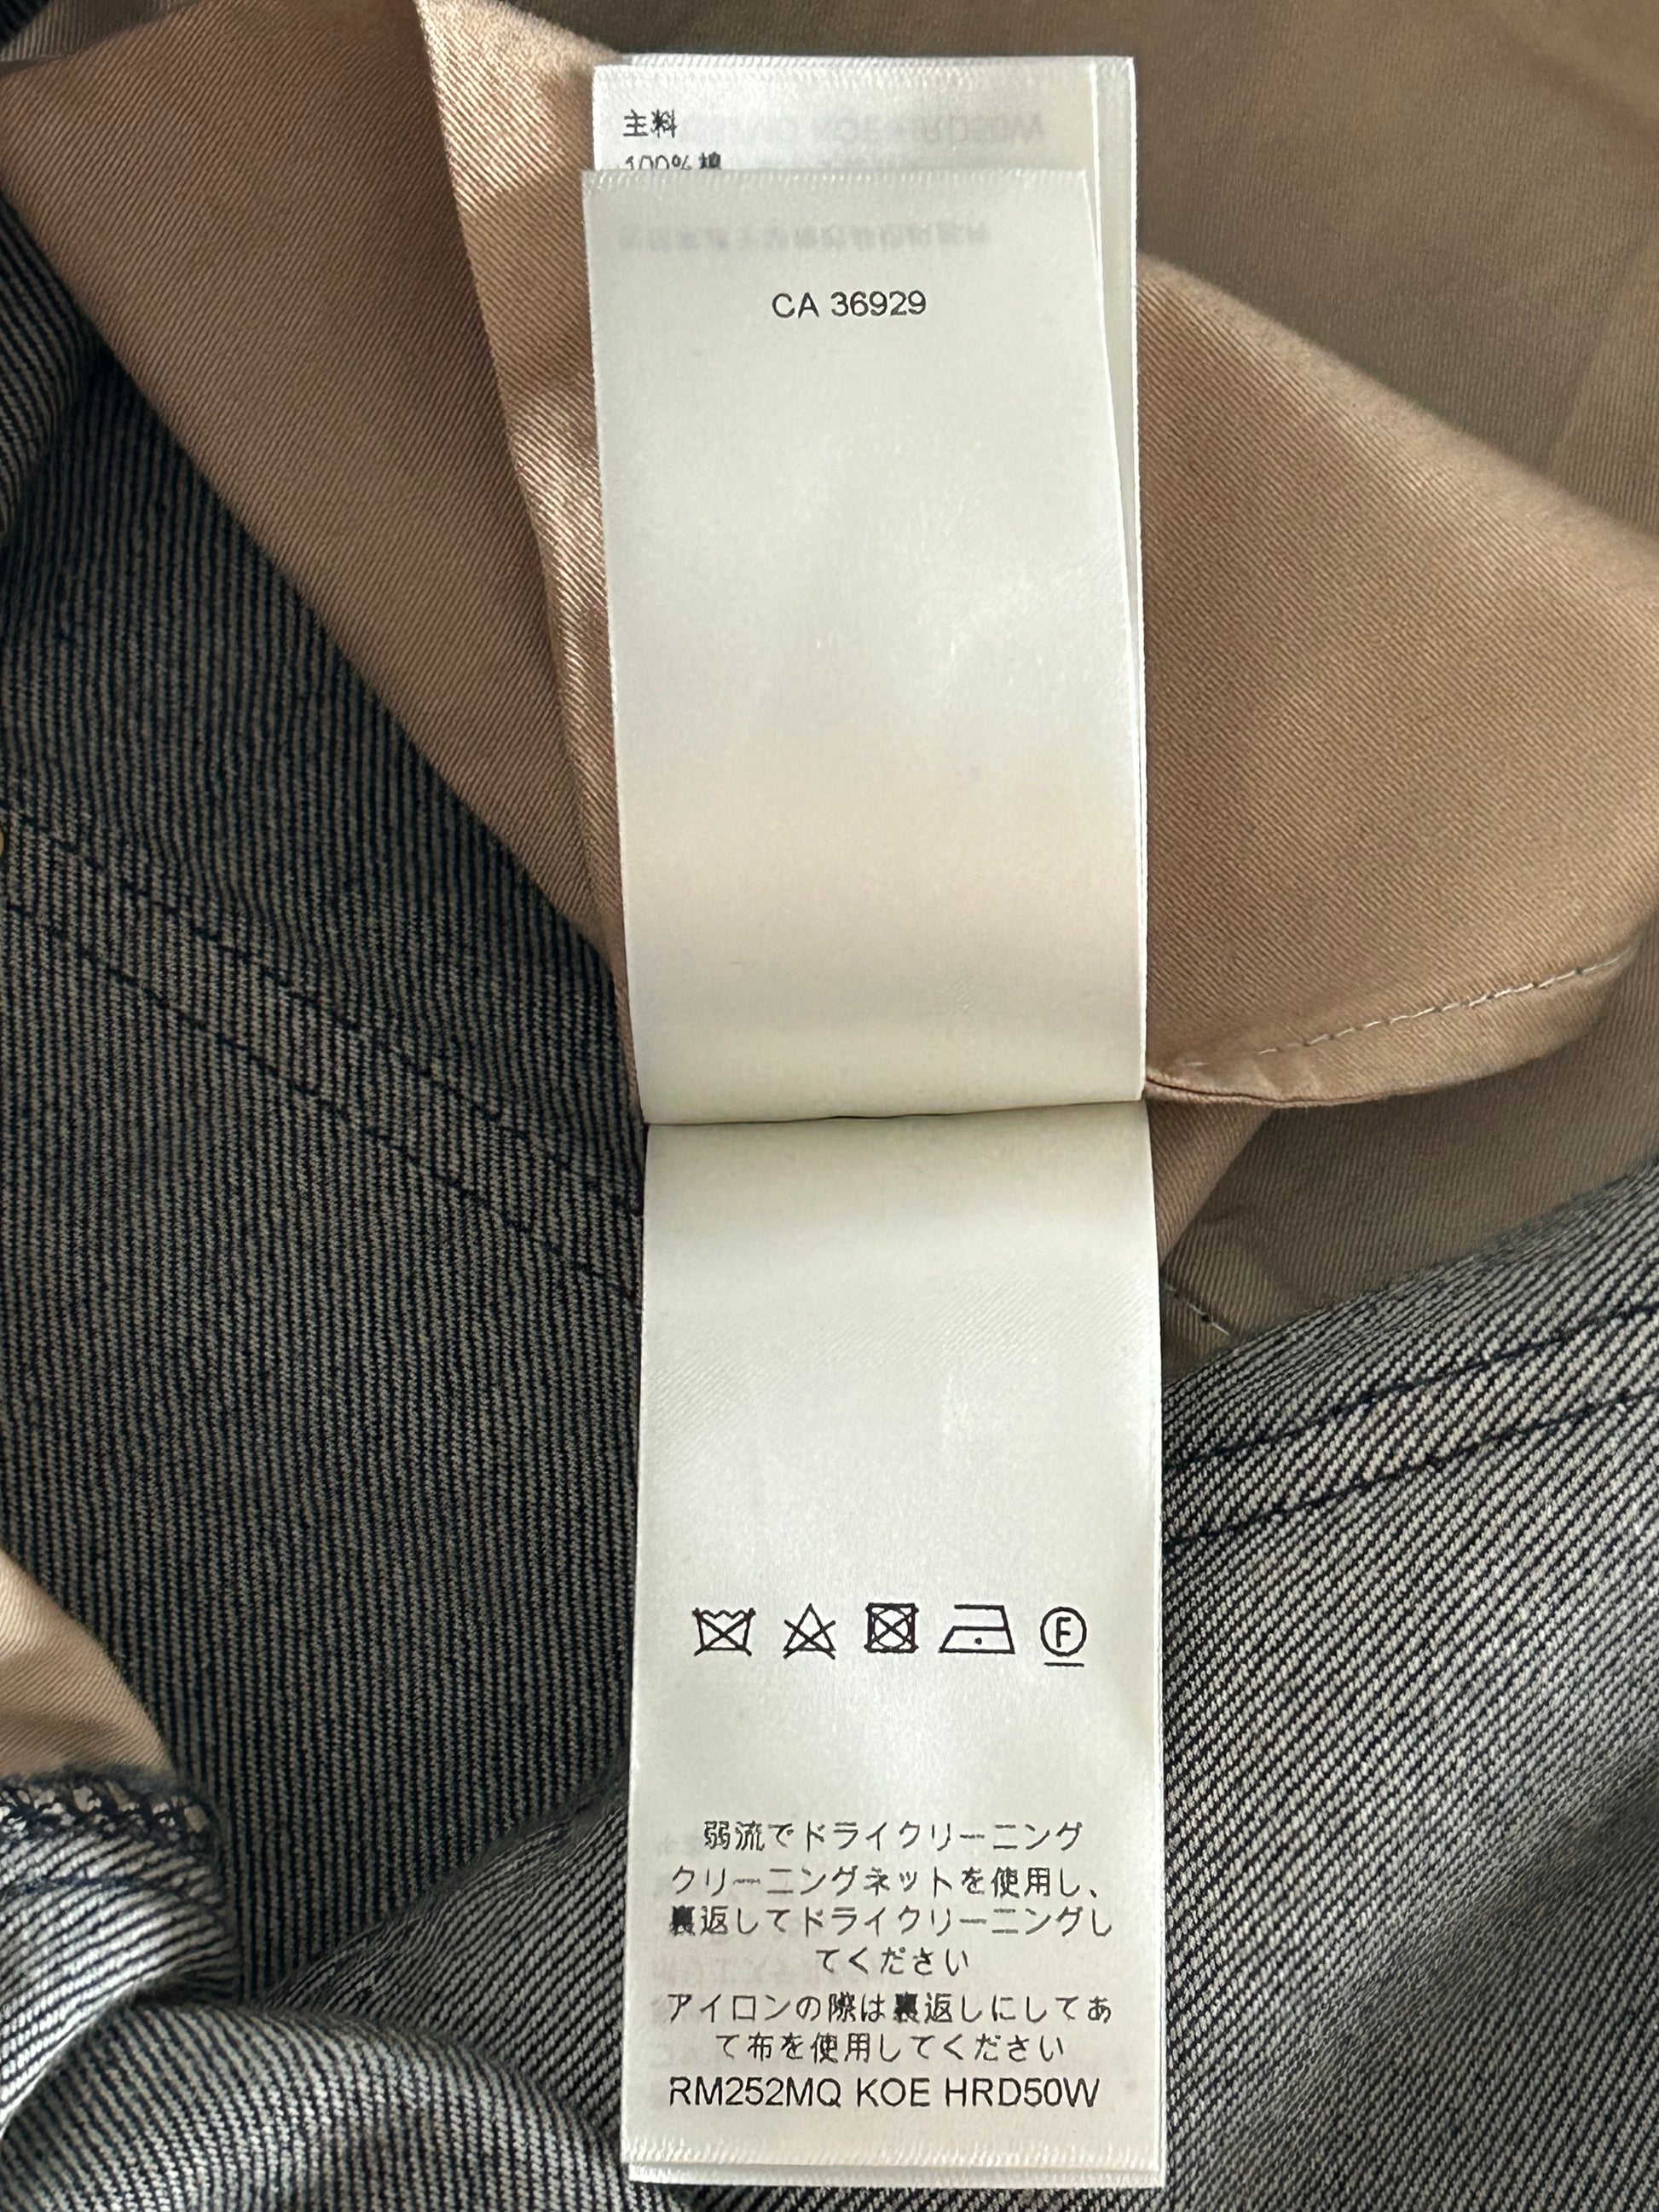 主料
100% 棉
CA 36929
F
弱流でドライクリーニング
クリーニングネットを使用し、
裏返してドライクリーニングし
てください
アイロンの際は裏返しにしてあ
て布を使用してください
RM252MQ KOE HRD50W